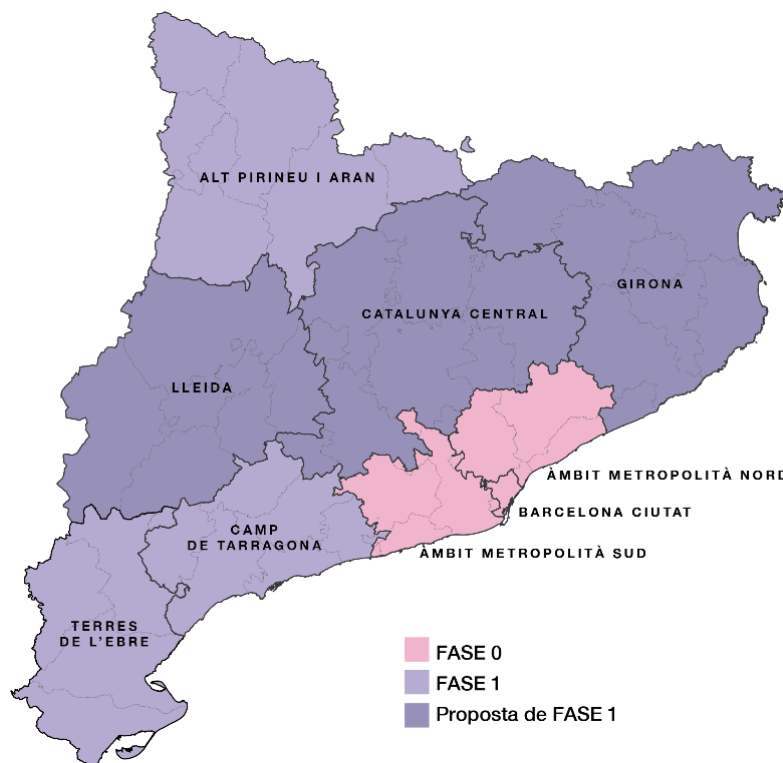 ALT PIRINEU I ARAN
GIRONA
CATALUNYA CENTRAL
LLEIDA
ÀMBIT METROPOLITÀ NORD
BARCELONA CIUTAT
CAMP
DE TARRAGONA
ÀMBIT METROPOLITÀ SUD
TERRES
DE L'EBRE
FASE 0
FASE 1
Proposta de FASE 1